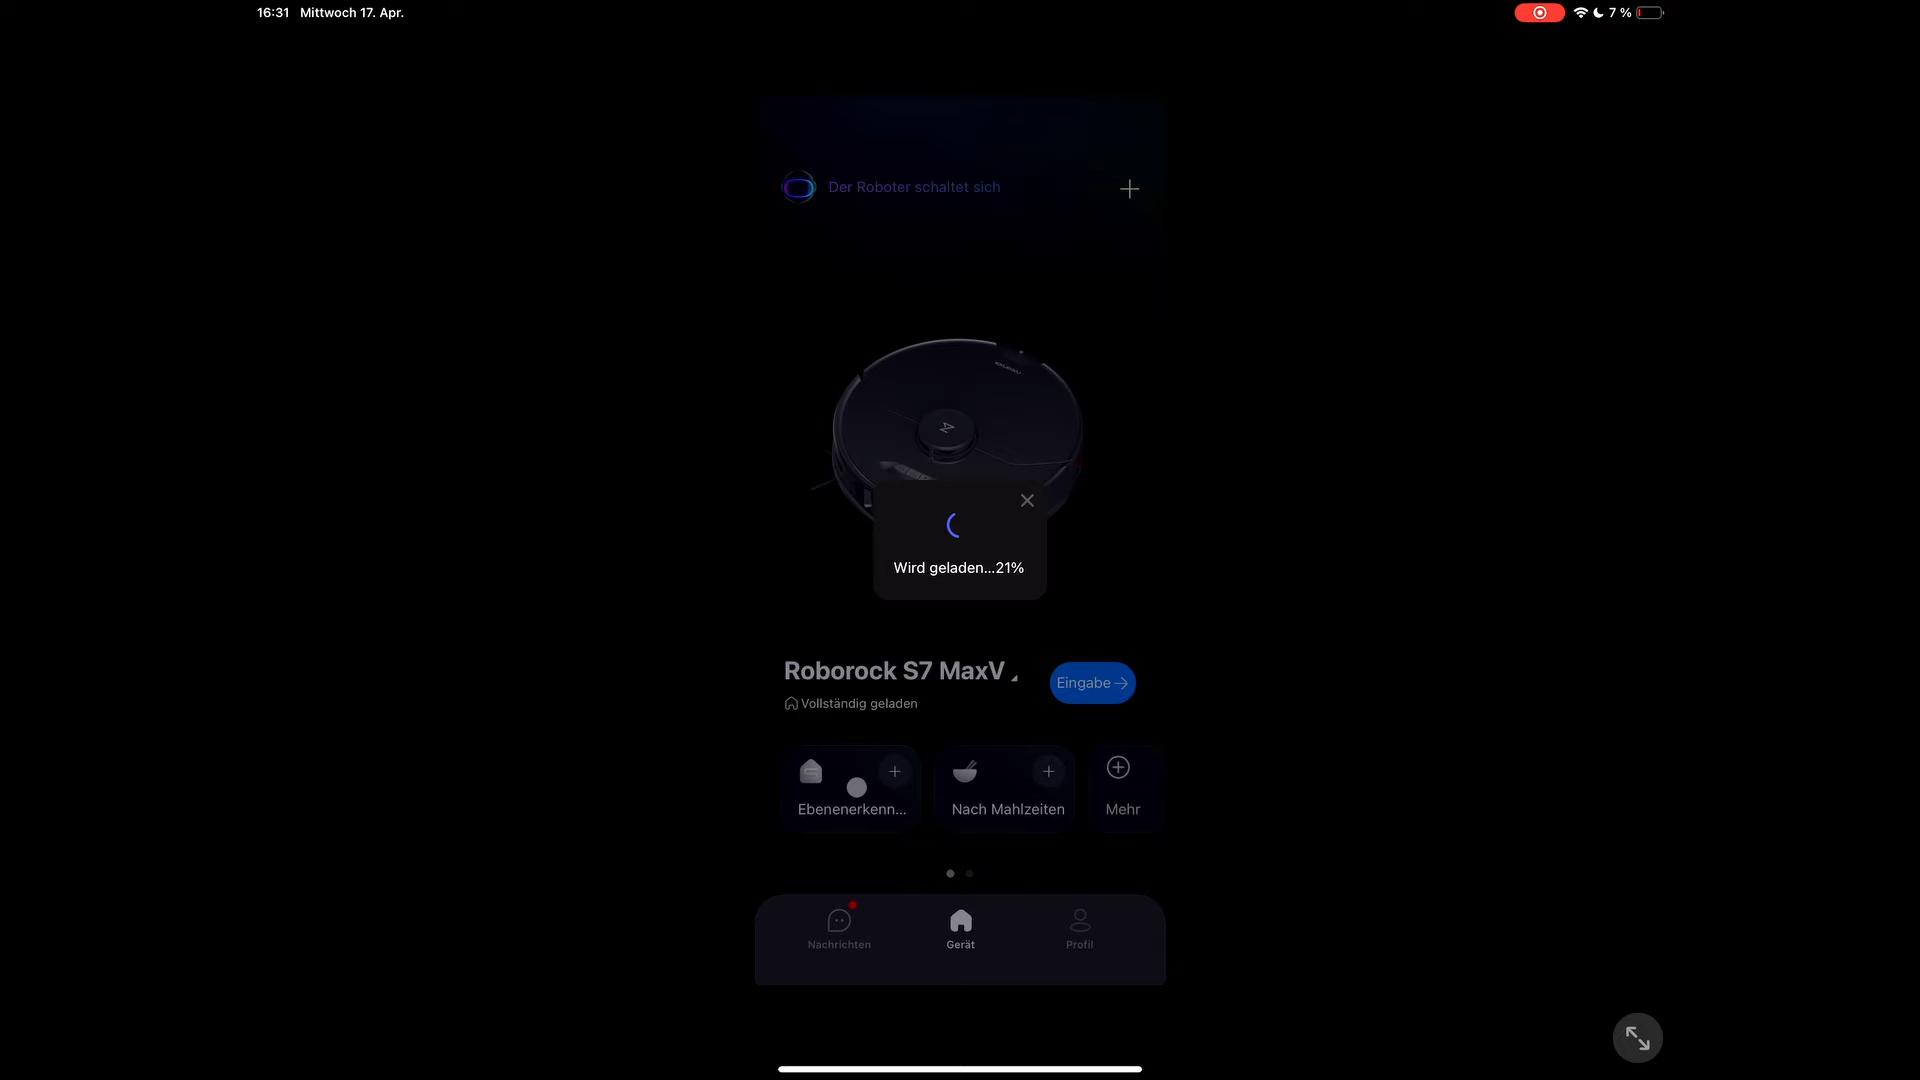 16:31 Mittwoch 17. Apr.
7 %
Der Roboter schaltet sich
Wird geladen...21%
Roborock S7 MaxV
Eingabe
Vollständig geladen
Ebenenerkenn...
Nach Mahlzeiten
Mehr
Nachrichten
Gerät
Profil